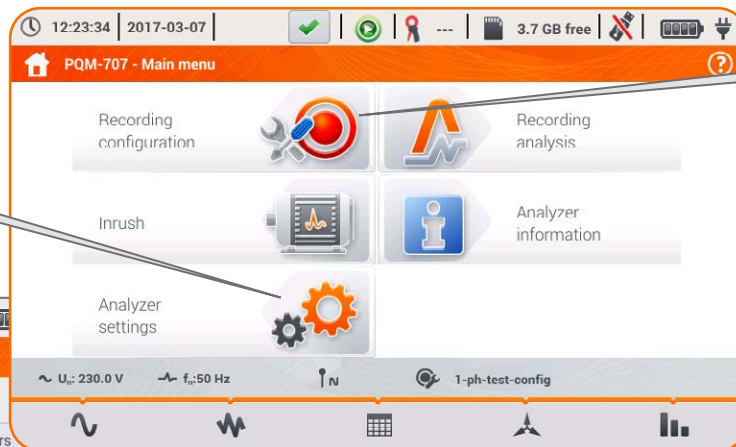 12:23:34 2017-03-07 --- 3.7 GB free
PQM-707 - Main menu ?
Recording
configuration
Recording
analysis
Inrush
Analyzer
information
Analyzer
settings
Uₙ: 230.0 V fₙ:50 Hz N 1-ph-test-config
rs